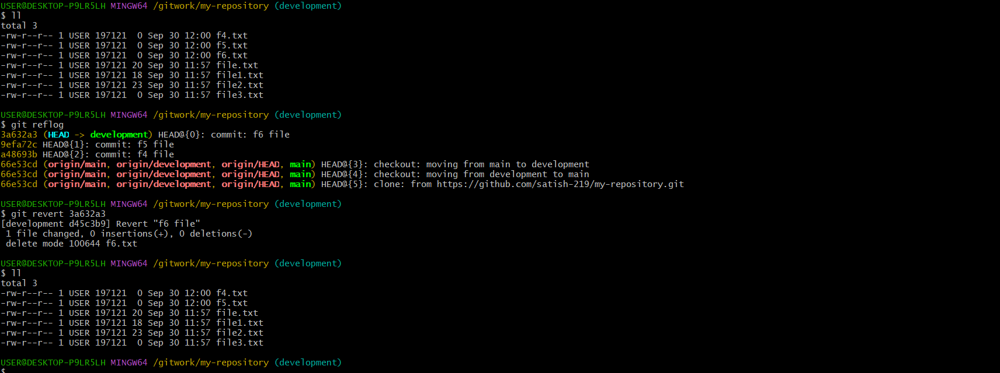 USER@DESKTOP-P9LR5LH MINGW64 /gitwork/my-repository (development)
$ ll
total 3
-rw-r--r-- 1 USER 197121  0 Sep 30 12:00 f4.txt
-rw-r--r-- 1 USER 197121  0 Sep 30 12:00 f5.txt
-rw-r--r-- 1 USER 197121  0 Sep 30 12:00 f6.txt
-rw-r--r-- 1 USER 197121 20 Sep 30 11:57 file.txt
-rw-r--r-- 1 USER 197121 18 Sep 30 11:57 file1.txt
-rw-r--r-- 1 USER 197121 23 Sep 30 11:57 file2.txt
-rw-r--r-- 1 USER 197121  0 Sep 30 11:57 file3.txt
USER@DESKTOP-P9LR5LH MINGW64 /gitwork/my-repository (development)
$ git reflog
3a632a3 (HEAD -> development) HEAD@{0}: commit: f6 file
9efa72c HEAD@{1}: commit: f5 file
a48693b HEAD@{2}: commit: f4 file
66e53cd (origin/main, origin/development, origin/HEAD, main) HEAD@{3}: checkout: moving from main to development
66e53cd (origin/main, origin/development, origin/HEAD, main) HEAD@{4}: checkout: moving from development to main
66e53cd (origin/main, origin/development, origin/HEAD, main) HEAD@{5}: clone: from https://github.com/satish-219/my-repository.git
USER@DESKTOP-P9LR5LH MINGW64 /gitwork/my-repository (development)
$ git revert 3a632a3
[development d45c3b9] Revert "f6 file"
 1 file changed, 0 insertions(+), 0 deletions(-)
 delete mode 100644 f6.txt
USER@DESKTOP-P9LR5LH MINGW64 /gitwork/my-repository (development)
$ ll
total 3
-rw-r--r-- 1 USER 197121  0 Sep 30 12:00 f4.txt
-rw-r--r-- 1 USER 197121  0 Sep 30 12:00 f5.txt
-rw-r--r-- 1 USER 197121 20 Sep 30 11:57 file.txt
-rw-r--r-- 1 USER 197121 18 Sep 30 11:57 file1.txt
-rw-r--r-- 1 USER 197121 23 Sep 30 11:57 file2.txt
-rw-r--r-- 1 USER 197121  0 Sep 30 11:57 file3.txt
USER@DESKTOP-P9LR5LH MINGW64 /gitwork/my-repository (development)
$